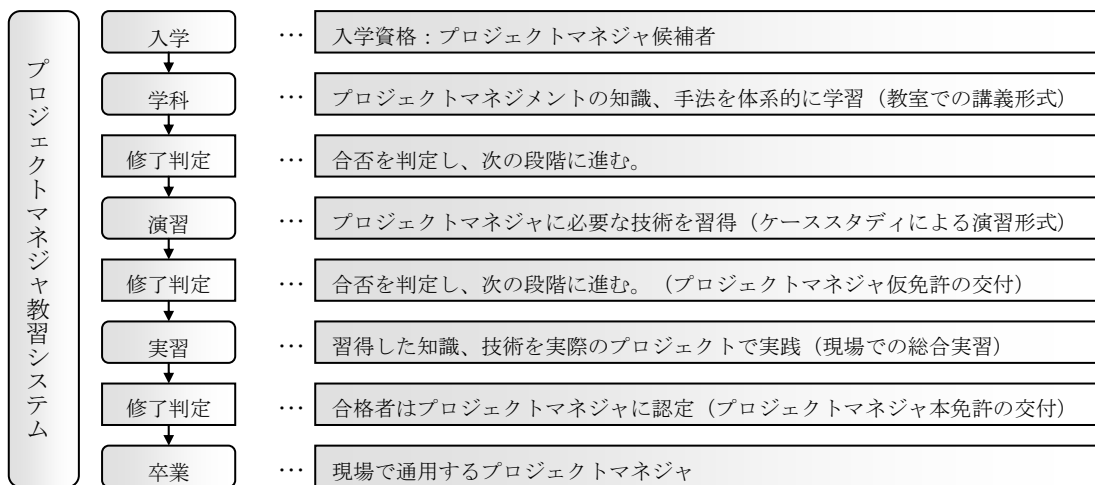 プロジェクトマネジャ教習システム
入学 … 入学資格：プロジェクトマネジャ候補者
学科 … プロジェクトマネジメントの知識、手法を体系的に学習（教室での講義形式）
修了判定 … 合否を判定し、次の段階に進む。
演習 … プロジェクトマネジャに必要な技術を習得（ケーススタディによる演習形式）
修了判定 … 合否を判定し、次の段階に進む。（プロジェクトマネジャ仮免許の交付）
実習 … 習得した知識、技術を実際のプロジェクトで実践（現場での総合実習）
修了判定 … 合格者はプロジェクトマネジャに認定（プロジェクトマネジャ本免許の交付）
卒業 … 現場で通用するプロジェクトマネジャ